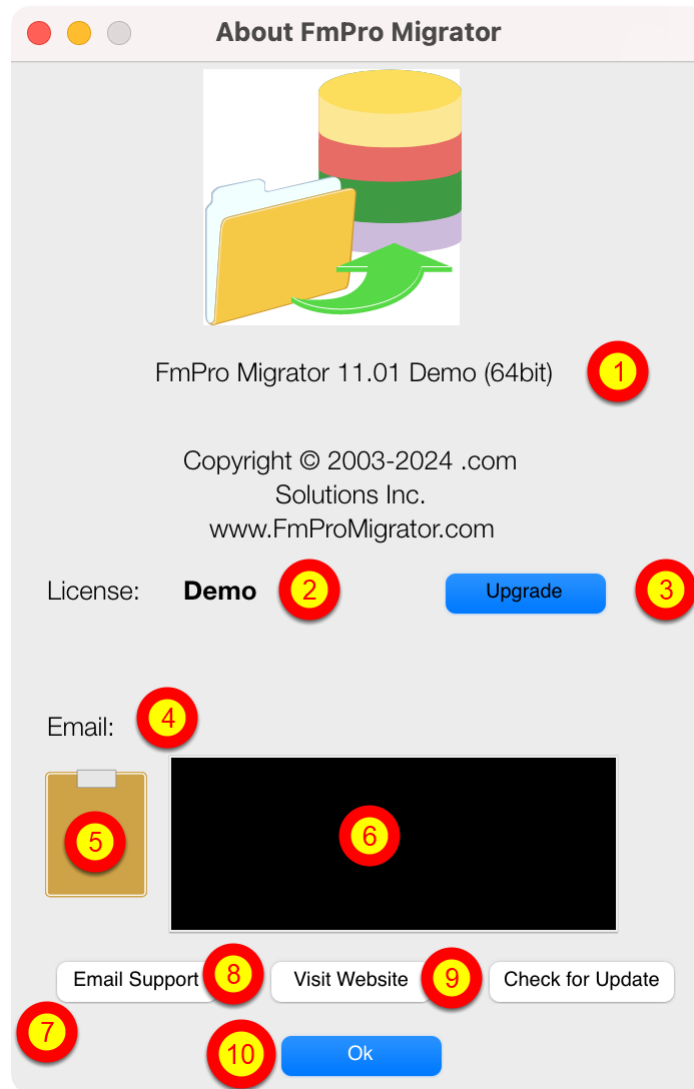 About FmPro Migrator
FmPro Migrator 11.01 Demo (64bit) 1
Copyright © 2003-2024 .com
Solutions Inc.
www.FmProMigrator.com
License: Demo 2 Upgrade 3
Email: 4
5 6
Email Support 8 Visit Website 9 Check for Update
7
10 Ok